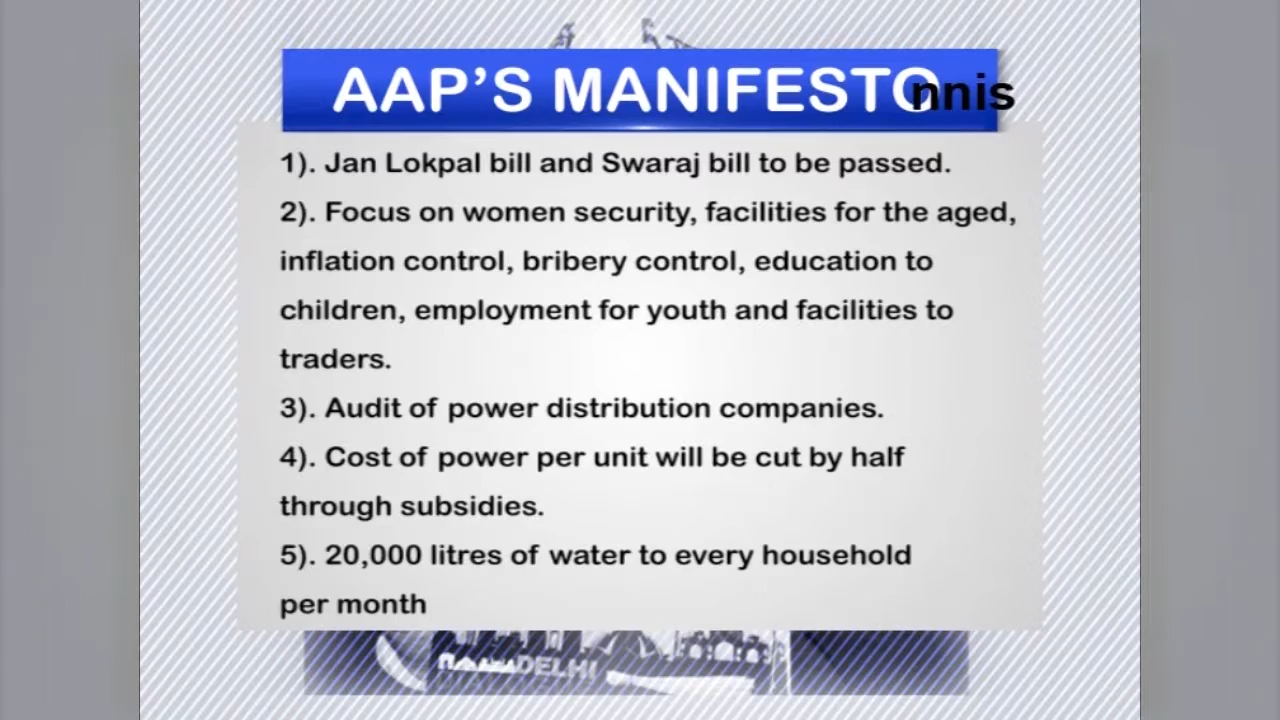 AAP’S MANIFESTO
nnis
1). Jan Lokpal bill and Swaraj bill to be passed.
2). Focus on women security, facilities for the aged,
inflation control, bribery control, education to
children, employment for youth and facilities to
traders.
3). Audit of power distribution companies.
4). Cost of power per unit will be cut by half
through subsidies.
5). 20,000 litres of water to every household
per month
DELHI